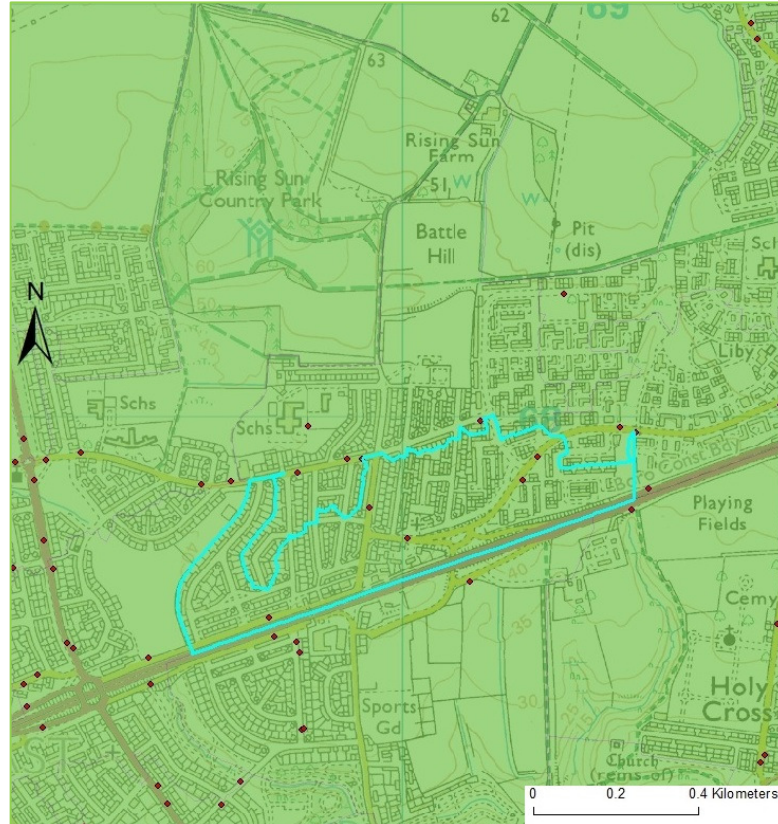 69
62
63
Rising Sun
Farm
51
70
Rising Sun
Country Park
Battle
Hill
Pit
(dis)
60
50
45
N
Schs
Schs
Liby
Playing
Fields
40
35
Cemy
30
25
Holy
Cross
Sports
Gd
Church
(rems of)
0 0.2 0.4 Kilometers